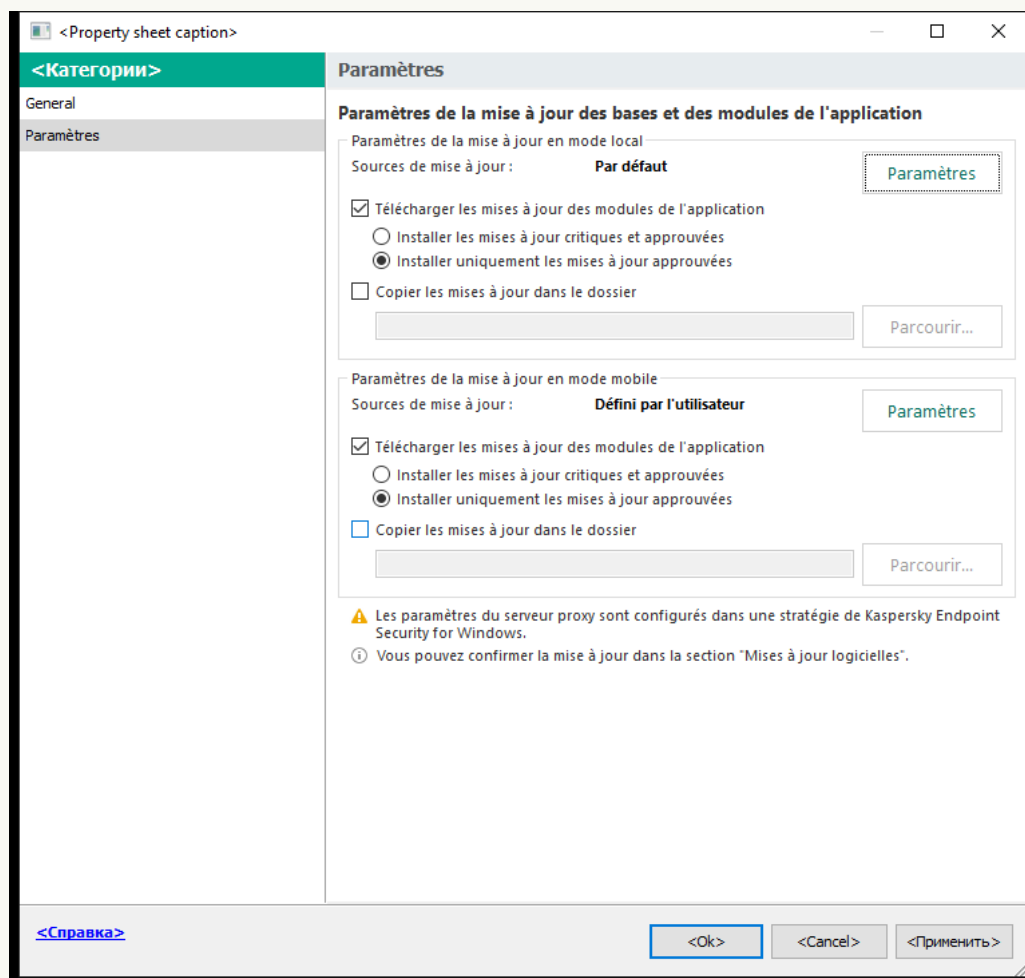 <Property sheet caption>
<Категории>
General
Paramètres
Paramètres
Paramètres de la mise à jour des bases et des modules de l'application
Paramètres de la mise à jour en mode local
Sources de mise à jour : Par défaut
Paramètres
Télécharger les mises à jour des modules de l'application
Installer les mises à jour critiques et approuvées
Installer uniquement les mises à jour approuvées
Copier les mises à jour dans le dossier
Parcourir...
Paramètres de la mise à jour en mode mobile
Sources de mise à jour : Défini par l'utilisateur
Paramètres
Télécharger les mises à jour des modules de l'application
Installer les mises à jour critiques et approuvées
Installer uniquement les mises à jour approuvées
Copier les mises à jour dans le dossier
Parcourir...
Les paramètres du serveur proxy sont configurés dans une stratégie de Kaspersky Endpoint
Security for Windows.
Vous pouvez confirmer la mise à jour dans la section "Mises à jour logicielles".
<Справка>
<Ok> <Cancel> <Применить>